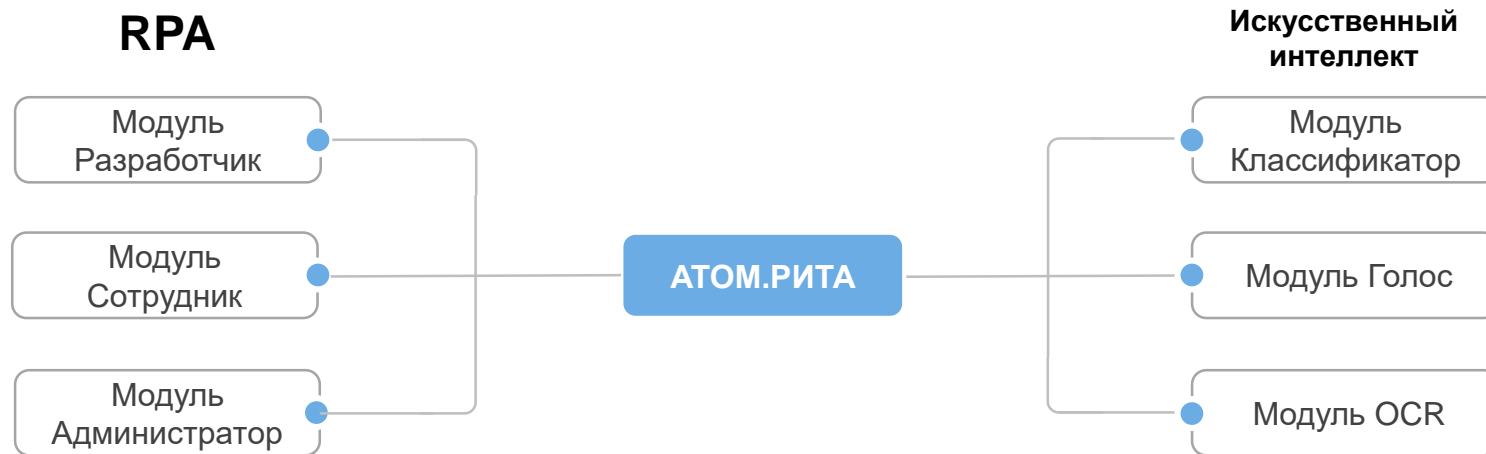 RPA
Искусственный
интеллект
Модуль
Разработчик
Модуль
Классификатор
Модуль
Сотрудник
АТОМ.РИТА
Модуль Голос
Модуль
Администратор
Модуль OCR